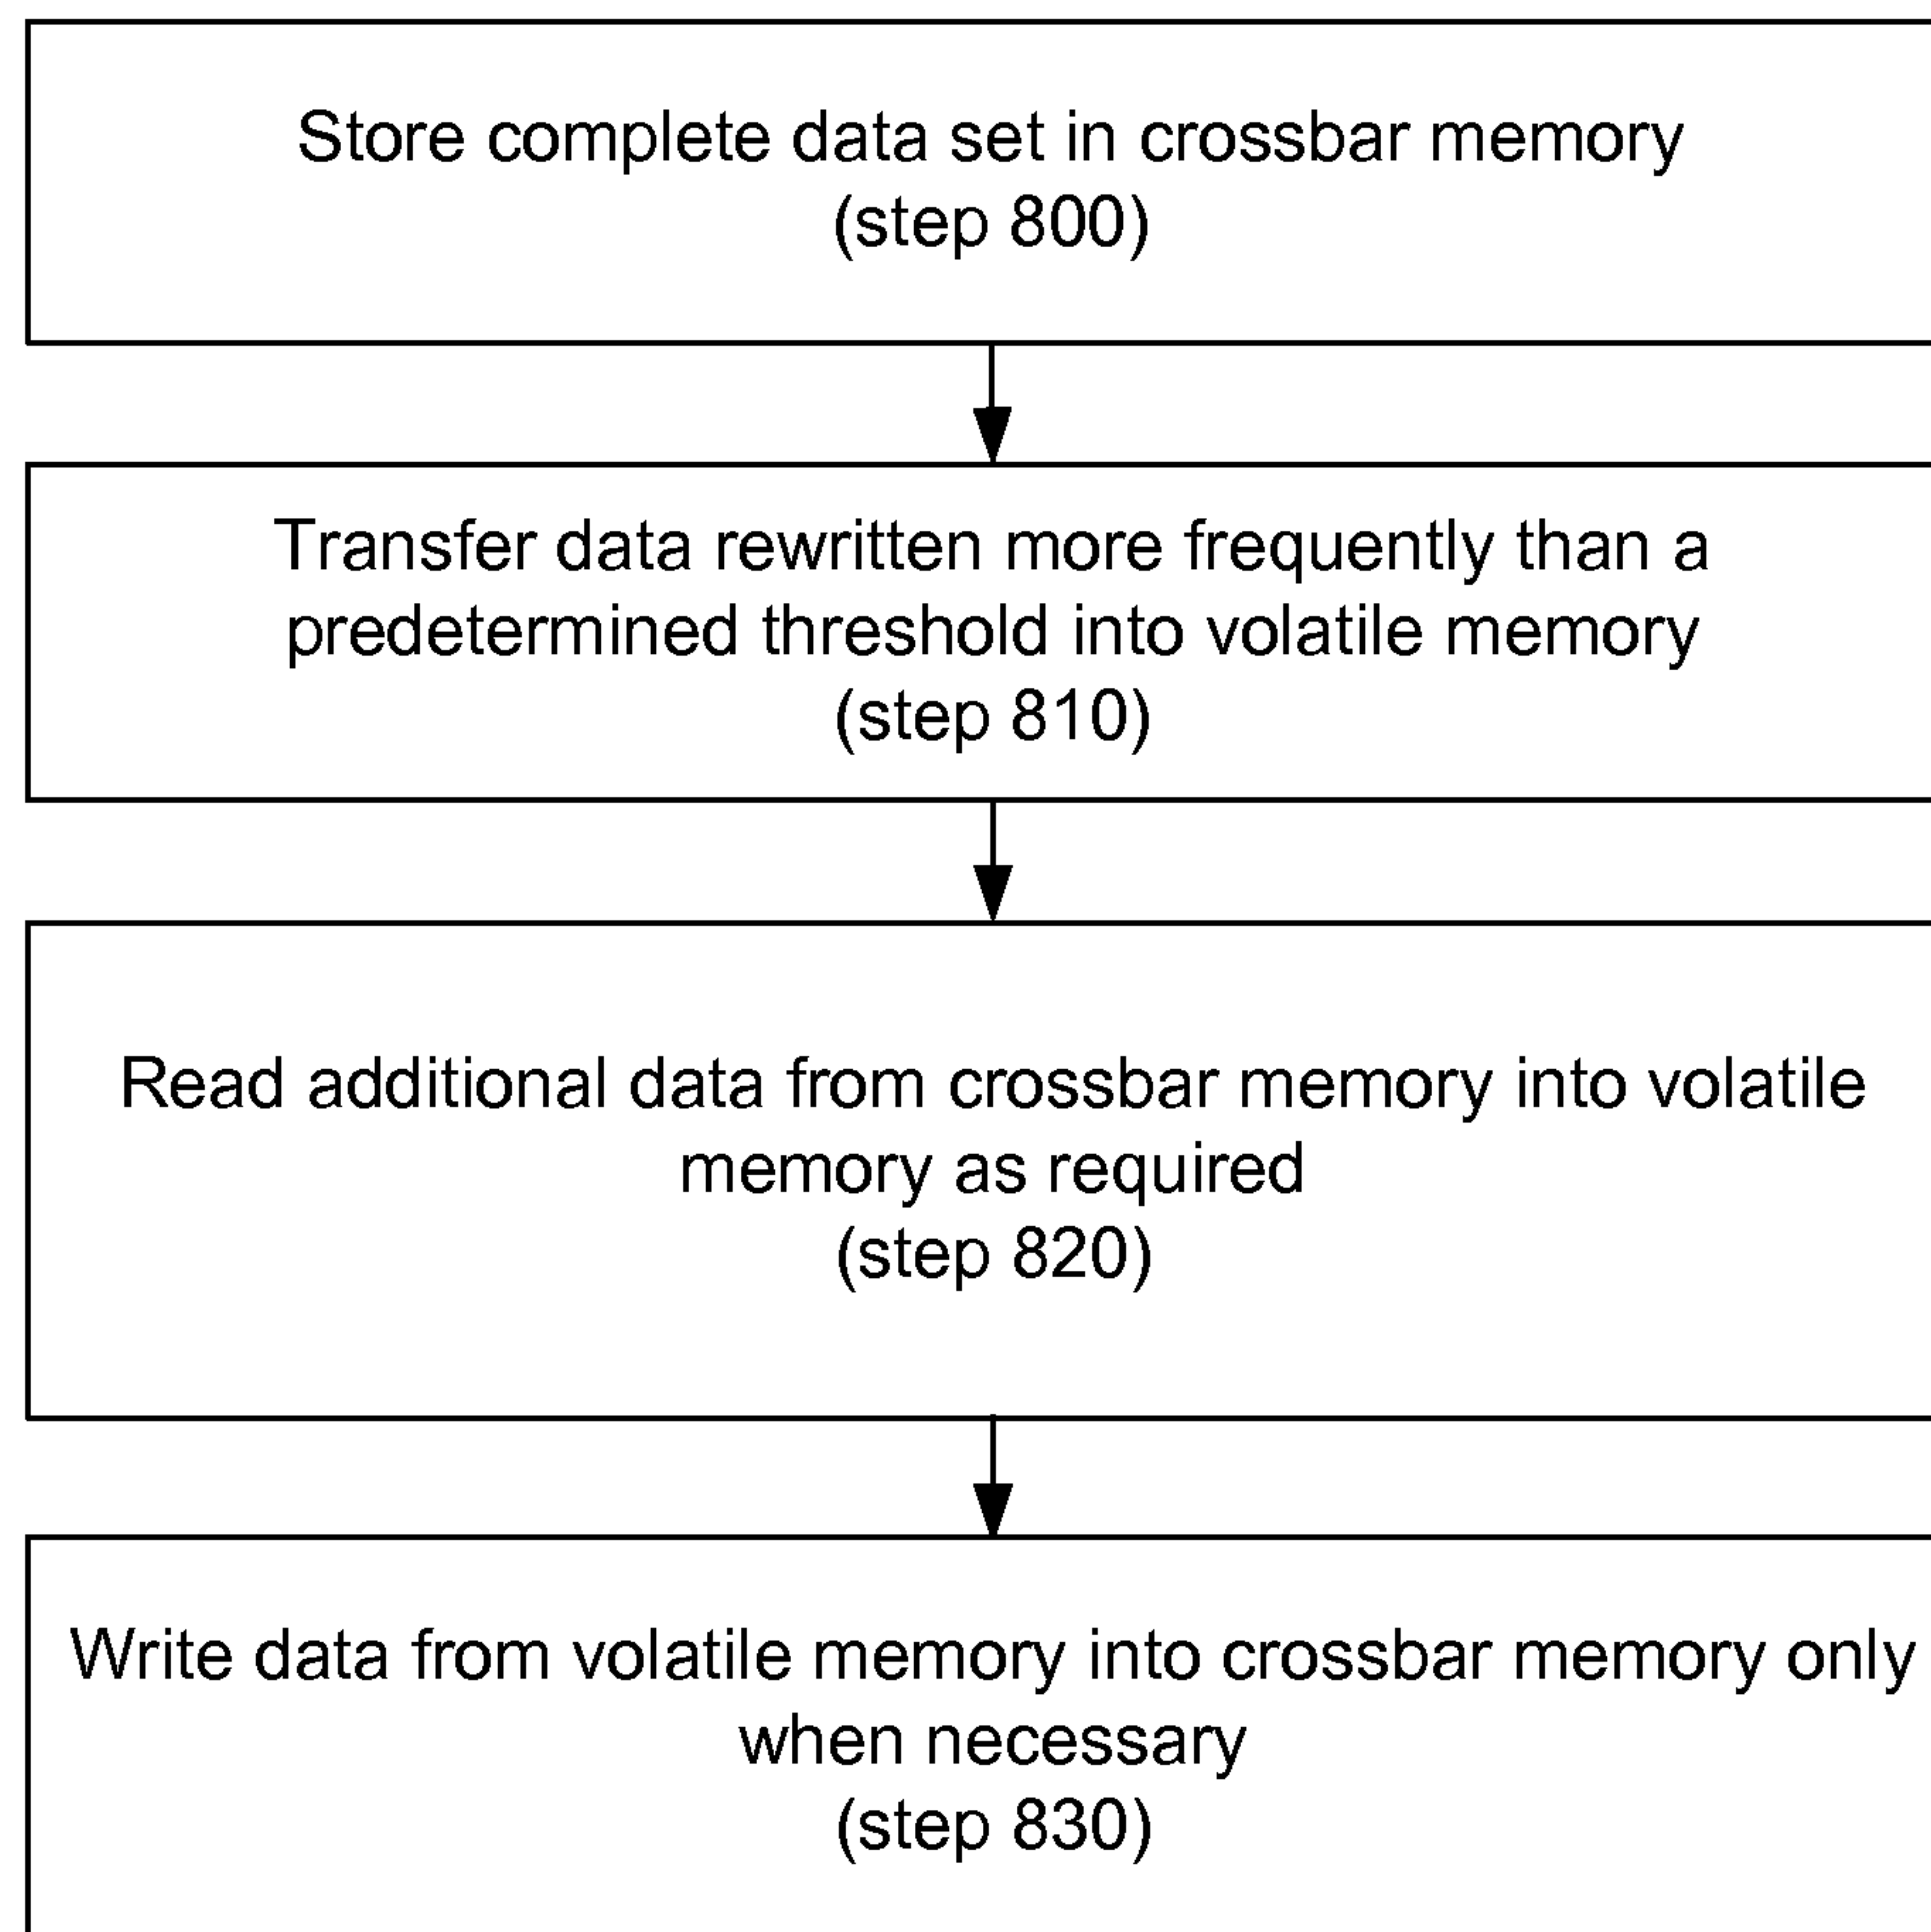 Store complete data set in crossbar memory
(step 800)
Transfer data rewritten more frequently than a
predetermined threshold into volatile memory
(step 810)
Read additional data from crossbar memory into volatile
memory as required
(step 820)
Write data from volatile memory into crossbar memory only
when necessary
(step 830)